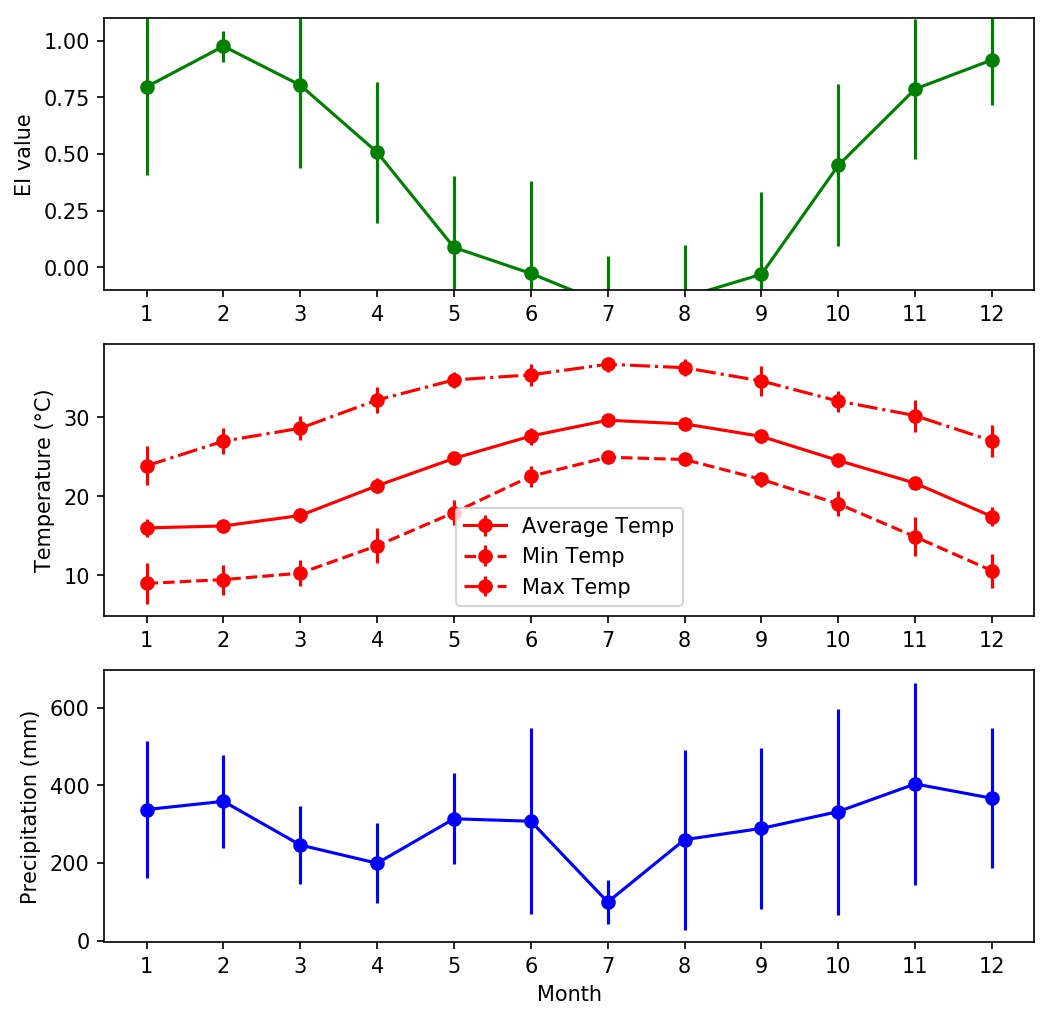 EI value
1.00
0.75
0.50
0.25
0.00
1 2 3 4 5 6 7 8 9 10 11 12
Temperature (°C)
30
20
10
Average Temp
Min Temp
Max Temp
1 2 3 4 5 6 7 8 9 10 11 12
Precipitation (mm)
600
400
200
0
1 2 3 4 5 6 7 8 9 10 11 12
Month